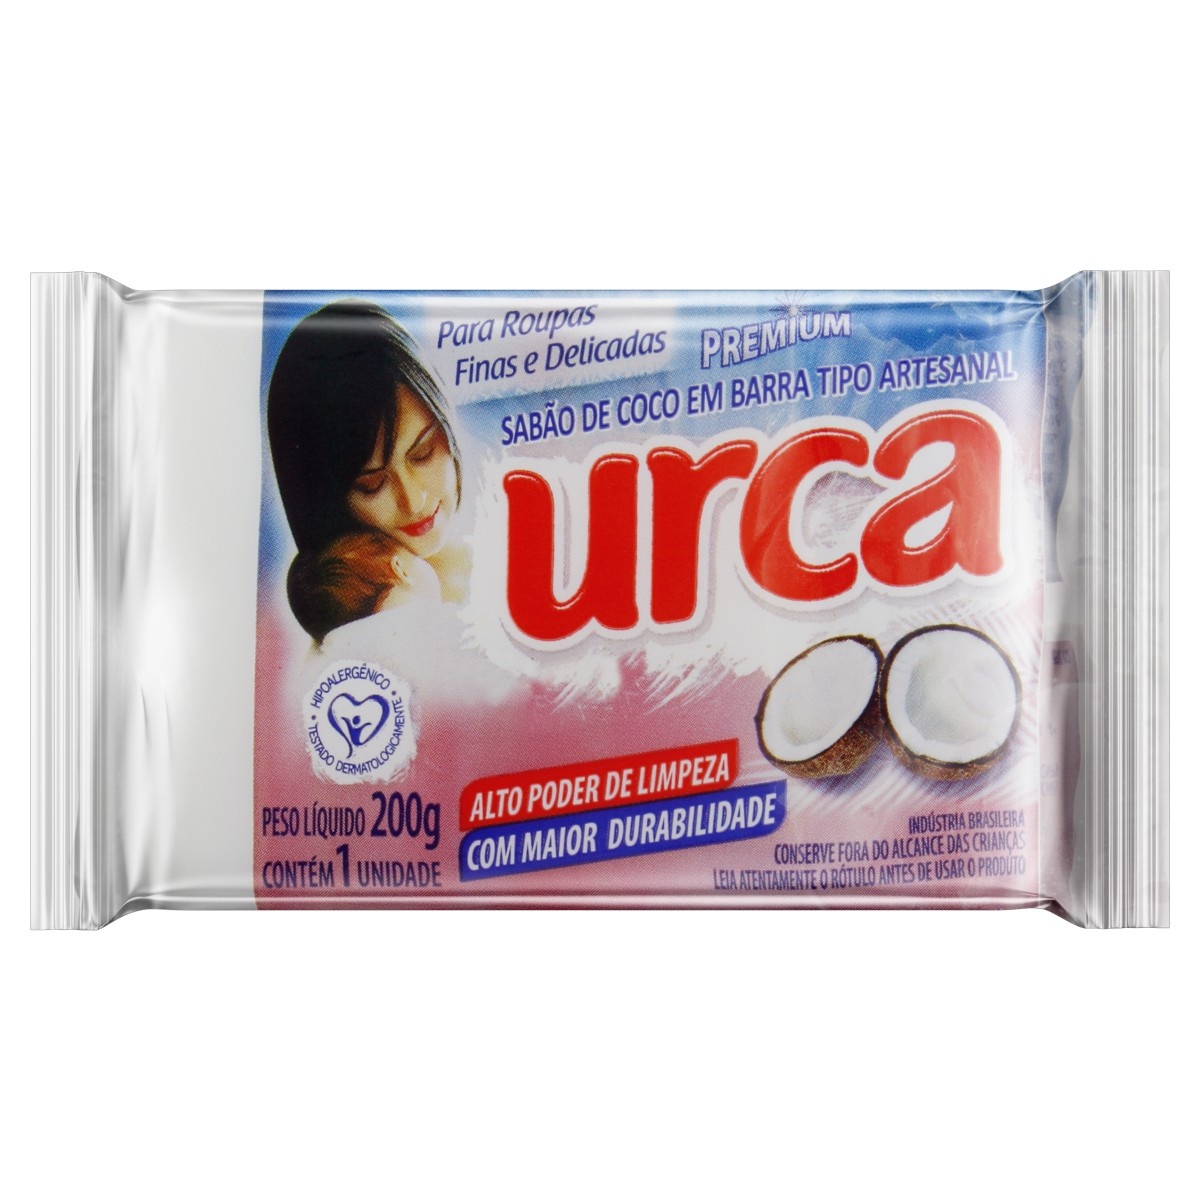 Para Roupas
Finas e Delicadas
PREMIUM
SABÃO DE COCO EM BARRA TIPO ARTESANAL
urca
HIPOALERGÊNICO
TESTADO DERMATOLOGICAMENTE
PESO LÍQUIDO 200g
CONTÉM 1 UNIDADE
ALTO PODER DE LIMPEZA
COM MAIOR DURABILIDADE
INDÚSTRIA BRASILEIRA
CONSERVE FORA DO ALCANCE DAS CRIANÇAS
LEIA ATENTAMENTE O RÓTULO ANTES DE USAR O PRODUTO